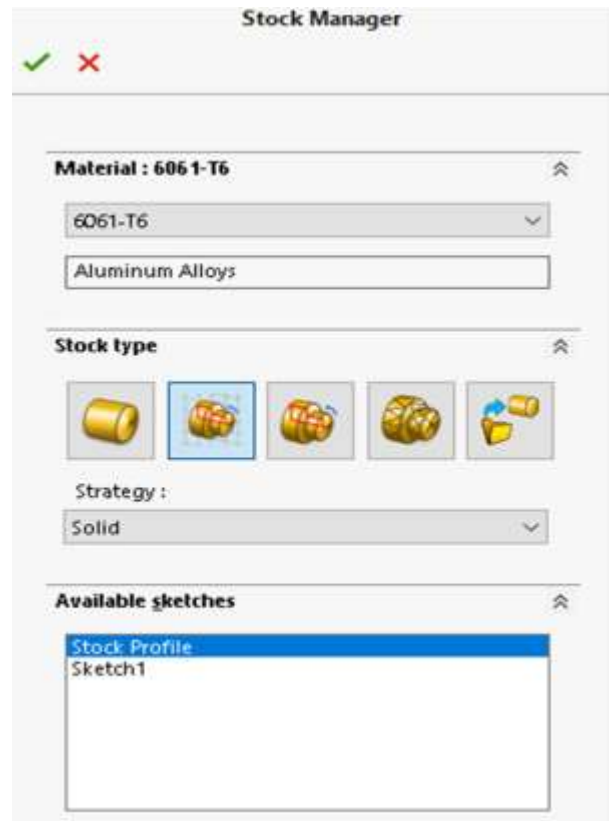 Stock Manager
Material : 6061-T6
6061-T6
Aluminum Alloys
Stock type
Strategy :
Solid
Available sketches
Stock Profile
Sketch1